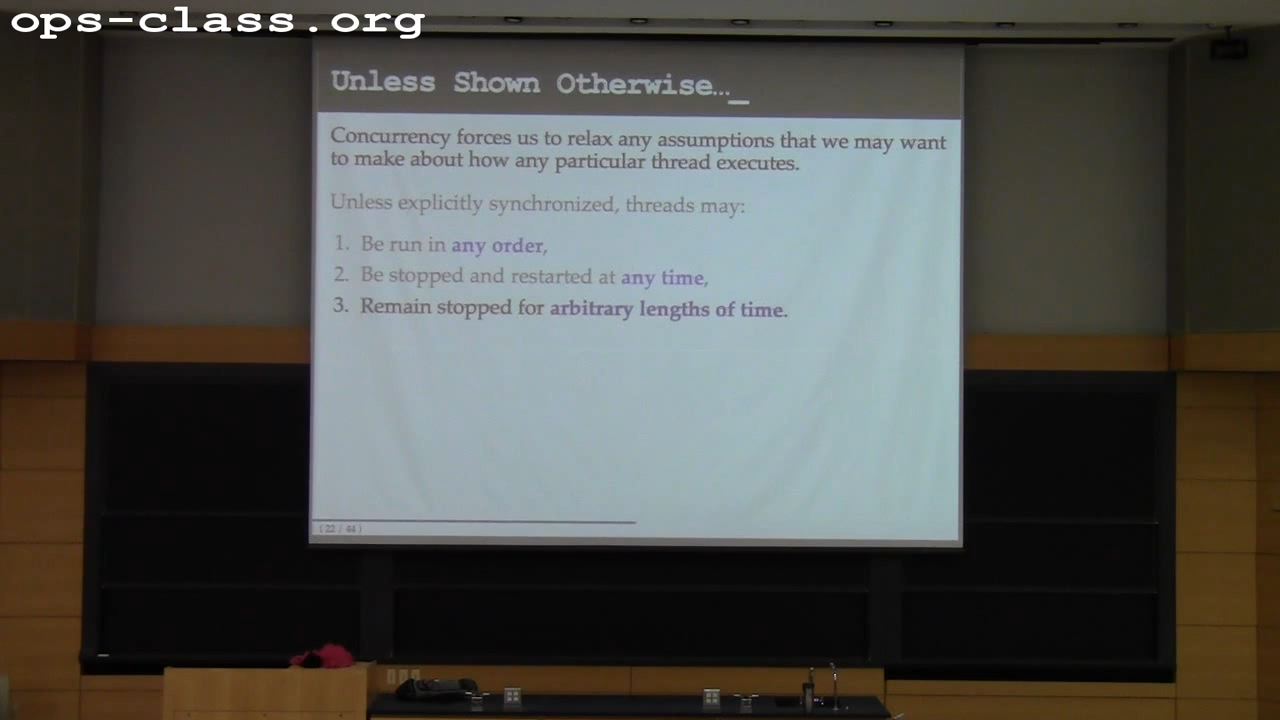 ops-class.org
Unless Shown Otherwise…_
Concurrency forces us to relax any assumptions that we may want
to make about how any particular thread executes.
Unless explicitly synchronized, threads may:
1. Be run in any order,
2. Be stopped and restarted at any time,
3. Remain stopped for arbitrary lengths of time.
( 22 / 44 )